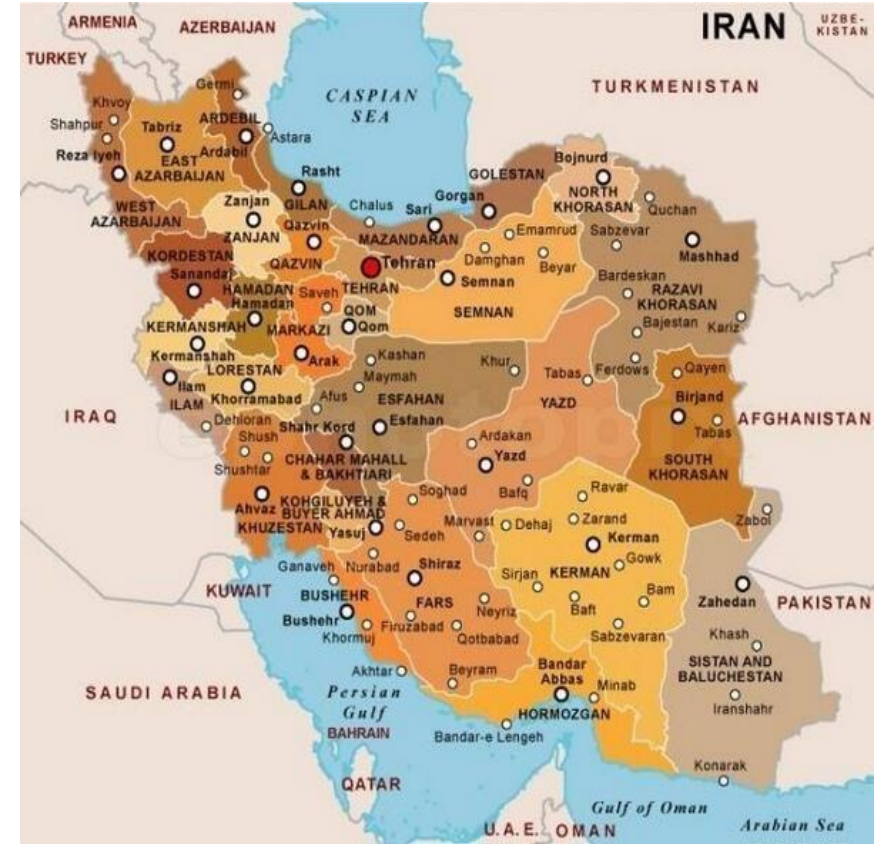 IRAN
UZBE-
KISTAN
ARMENIA
AZERBAIJAN
TURKEY
TURKMENISTAN
CASPIAN
SEA
Germi
Khvoy
Shahpur
Tabriz
ARDEBIL
Astara
Reza Iyeh
EAST
AZARBAIJAN
Ardabil
Rasht
GILAN
WEST
AZARBAIJAN
Zanjan
ZANJAN
Qazvin
QAZVIN
Chalus
Sari
MAZANDARAN
Gorgan
GOLESTAN
Bojnurd
NORTH
KHORASAN
Quchan
Sabzevar
Mashhad
Emamrud
Damghan
Beyar
Bardeskan
RAZAVI
KHORASAN
KORDESTAN
Sanandaj
HAMADAN
Hamadan
Saveh
Tehran
TEHRAN
Semnan
SEMNAN
Bajestan
Kariz
KERMANSHAH
Kermanshah
MARKAZI
QOM
Qom
Arak
Kashan
Khur
Tabas
Ferdows
Qayen
LORESTAN
Khorramabad
Maymah
ESFAHAN
Esfahan
YAZD
Birjand
Tabas
AFGHANISTAN
Ilam
ILAM
IRAQ
Afus
Dehloran
Shush
Shahr Kord
CHAHAR MAHALL
& BAKHTIARI
Shushtar
Ardakan
Yazd
SOUTH
KHORASAN
Ahvaz
KHUZESTAN
KOHGILUYEH &
BUYER AHMAD
Yasuj
Soghad
Sedeh
Marvast
Bafq
Ravar
Dehaj
Zarand
Kerman
Zabol
Ganaveh
Nurabad
Shiraz
Sirjan
KERMAN
Gowk
KUWAIT
BUSHEHR
Bushehr
FARS
Neyriz
Baft
Bam
Zahedan
PAKISTAN
Khormuj
Firuzabad
Qotbabad
Sabzevaran
Khash
SISTAN AND
BALUCHESTAN
Iranshahr
Akhtar
Beyram
Bandar
Abbas
Minab
HORMOZGAN
SAUDI ARABIA
Persian
Gulf
BAHRAIN
Bandar-e Lengeh
Konarak
QATAR
Gulf of Oman
U.A.E.
OMAN
Arabian Sea